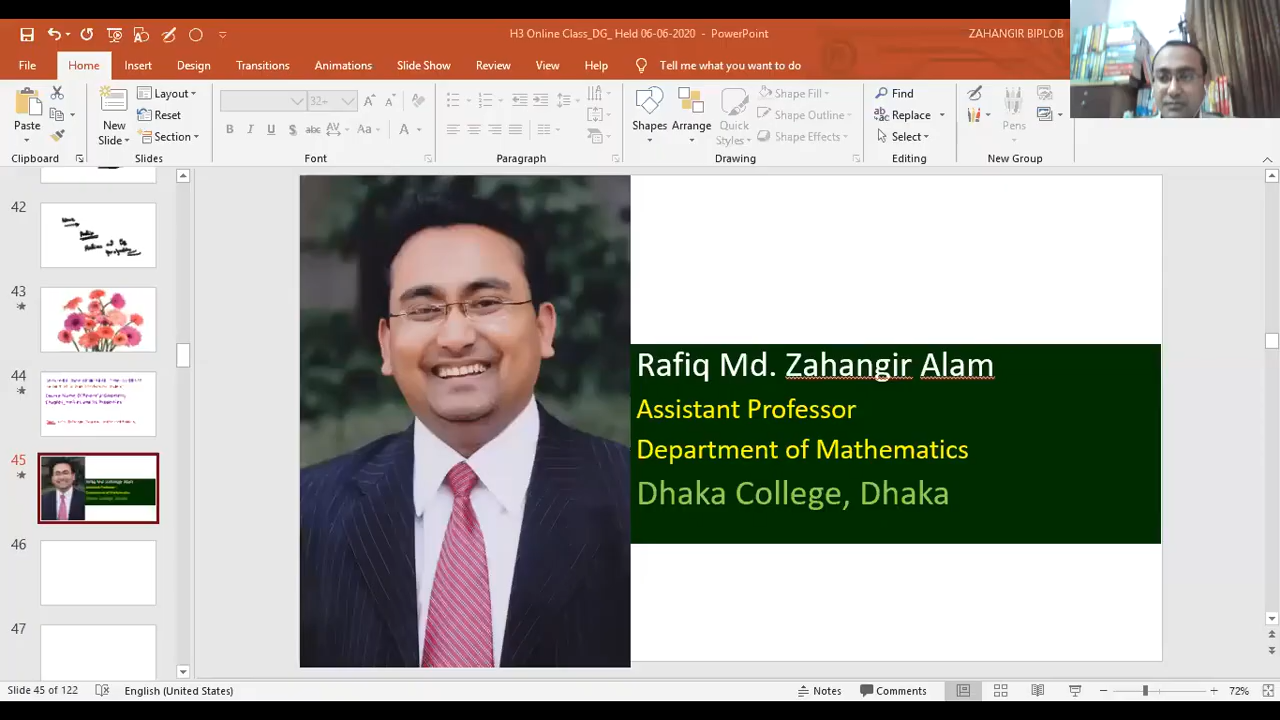 H3 Online Class_DG_ Held 06-06-2020 - PowerPoint
ZAHANGIR BIPLOB
File Home Insert Design Transitions Animations Slide Show Review View Help Tell me what you want to do
Paste
New Slide
Layout
Reset
Section
32+
Shapes
Arrange
Quick Styles
Shape Fill
Shape Outline
Shape Effects
Find
Replace
Select
Pens
Clipboard Slides Font Paragraph Drawing Editing New Group
42
43
44
45
46
47
Rafiq Md. Zahangir Alam
Assistant Professor
Department of Mathematics
Dhaka College, Dhaka
Slide 45 of 122 English (United States) Notes Comments 72%